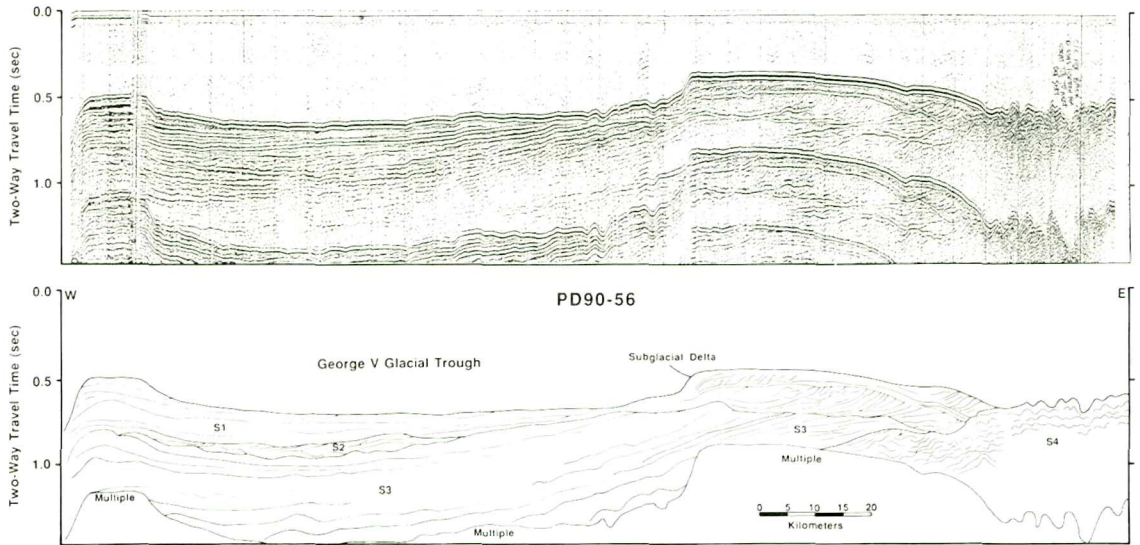 0.0
0.5
1.0
Two-Way Travel Time (sec)
0.0
0.5
1.0
Two-Way Travel Time (sec)
W
PD90-56
E
George V Glacial Trough
Subglacial Delta
S1
S2
S3
S3
S4
Multiple
Multiple
Multiple
0 5 10 15 20
Kilometers